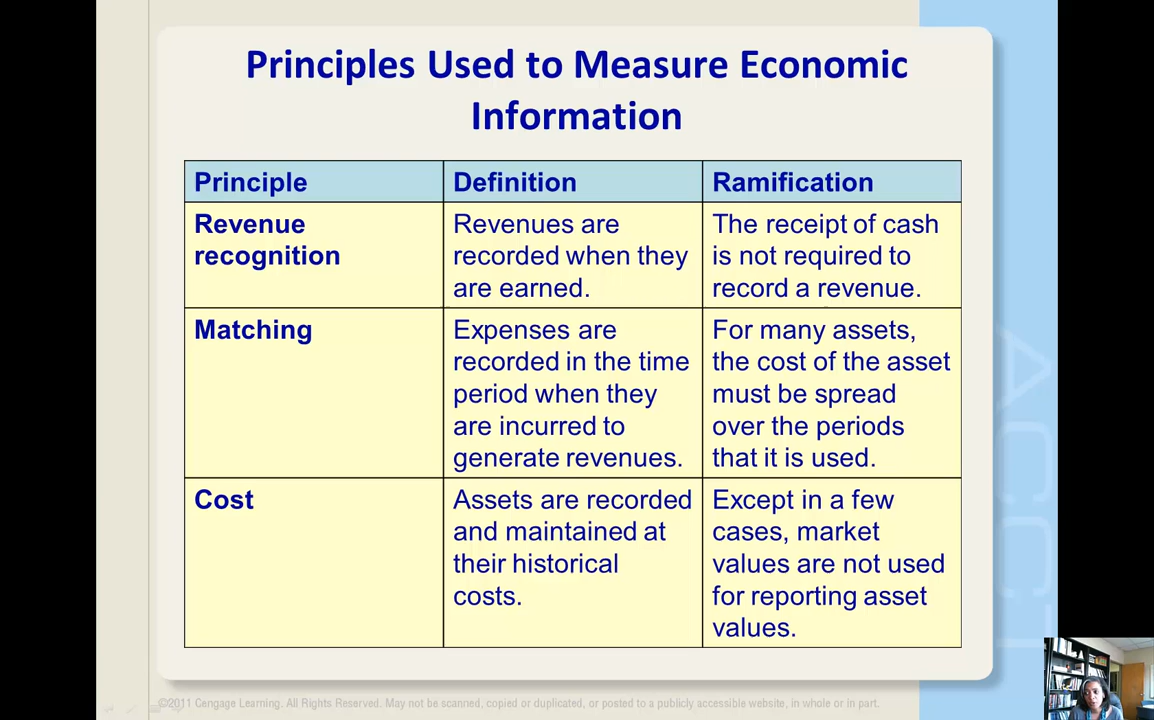 Principles Used to Measure Economic
Information
Principle
Definition
Ramification
Revenue
recognition
Revenues are
recorded when they
are earned.
The receipt of cash
is not required to
record a revenue.
Matching
Expenses are
recorded in the time
period when they
are incurred to
generate revenues.
For many assets,
the cost of the asset
must be spread
over the periods
that it is used.
Cost
Assets are recorded
and maintained at
their historical
costs.
Except in a few
cases, market
values are not used
for reporting asset
values.
ACCT
©2011 Cengage Learning. All Rights Reserved. May not be scanned, copied or duplicated, or posted to a publicly accessible website, in whole or in part.